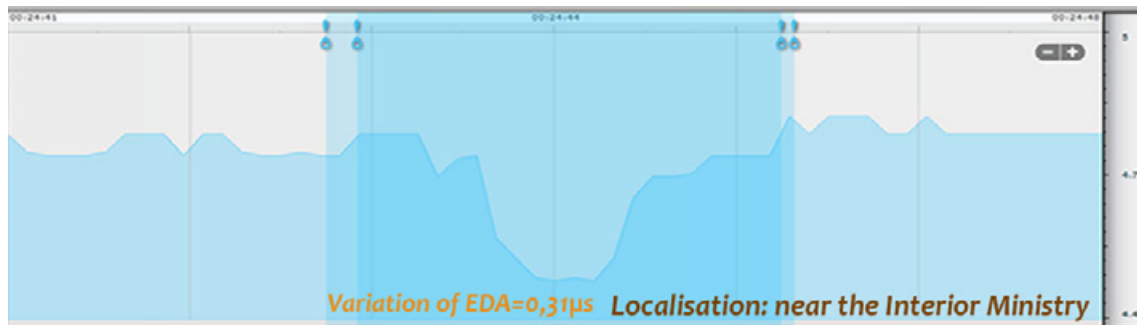 00:24:41 00:24:44 00:24:48
5
4.7
4.4
Variation of EDA=0,31µs Localisation: near the Interior Ministry